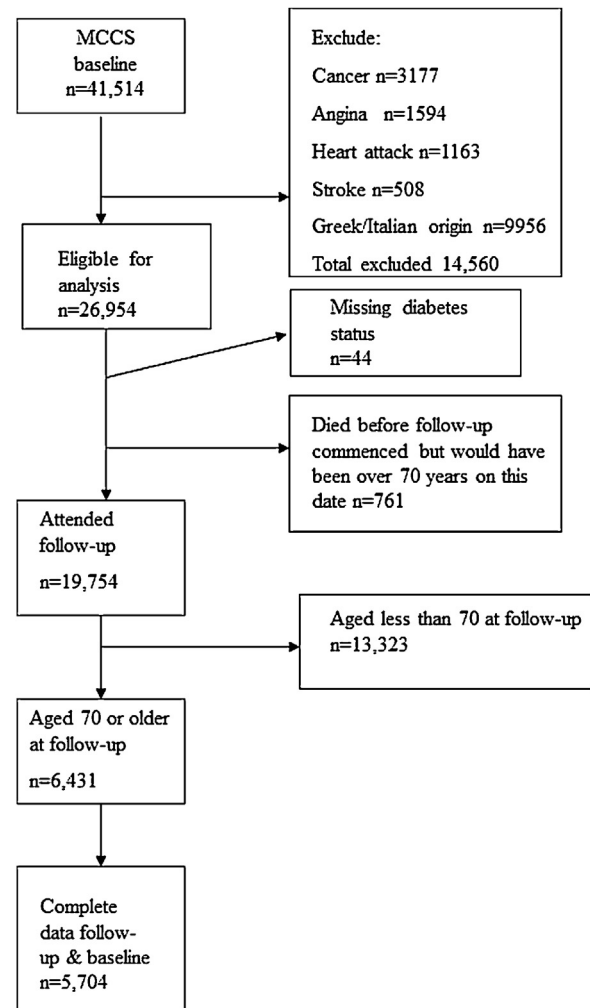 MCCS
baseline
n=41,514
Exclude:
Cancer n=3177
Angina n=1594
Heart attack n=1163
Stroke n=508
Greek/Italian origin n=9956
Total excluded 14,560
Eligible for
analysis
n=26,954
Missing diabetes
status
n=44
Died before follow-up
commenced but would have
been over 70 years on this
date n=761
Attended
follow-up
n=19,754
Aged less than 70 at follow-up
n=13,323
Aged 70 or older
at follow-up
n=6,431
Complete
data follow-
up & baseline
n=5,704